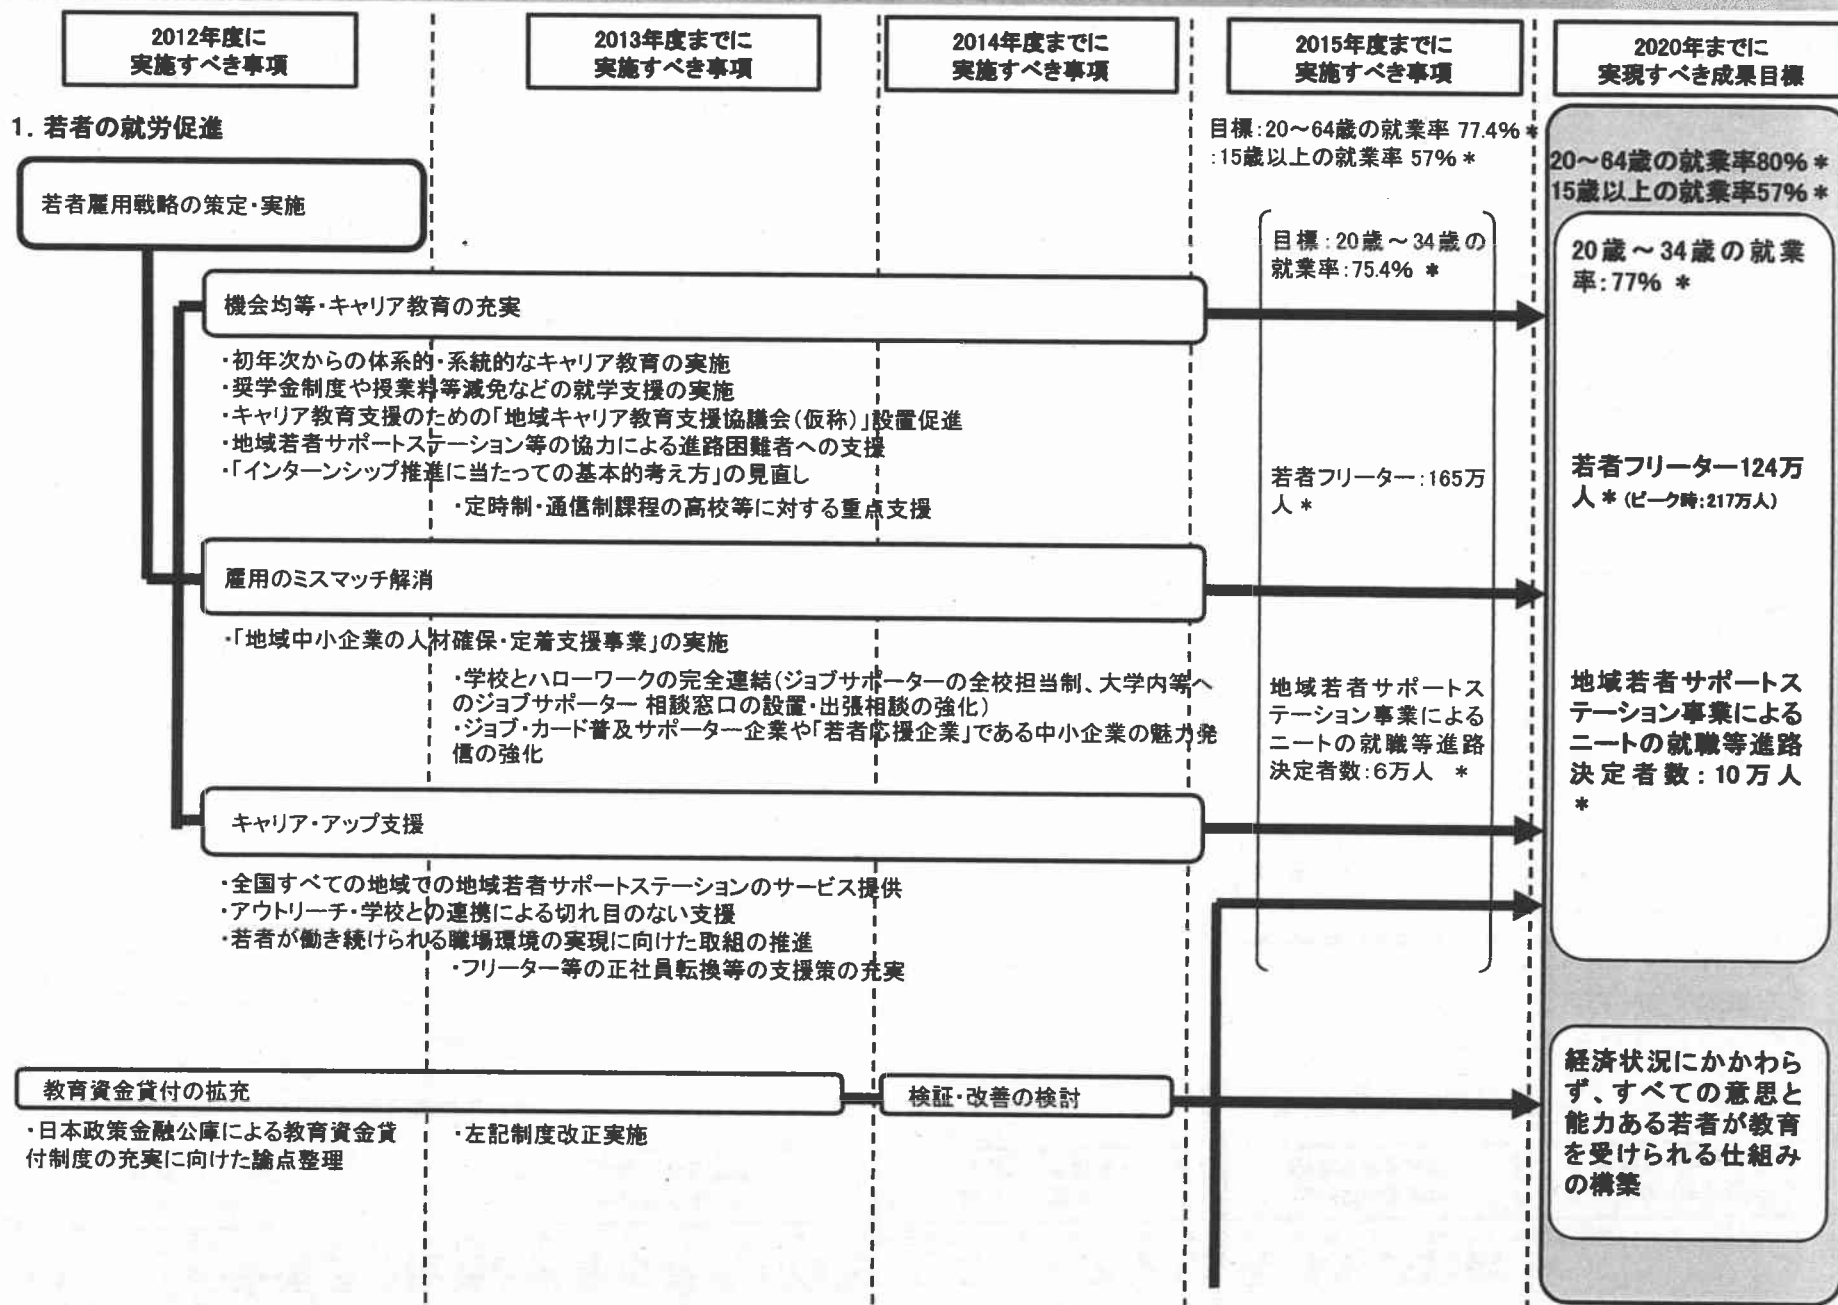 2012年度に
実施すべき事項
2013年度までに
実施すべき事項
2014年度までに
実施すべき事項
2015年度までに
実施すべき事項
2020年までに
実現すべき成果目標
1. 若者の就労促進
目標:20～64歳の就業率 77.4%＊
:15歳以上の就業率 57%＊
20～64歳の就業率80%＊
15歳以上の就業率57%＊
若者雇用戦略の策定・実施
目標:20歳～34歳の
就業率:75.4% ＊
20歳～34歳の就業
率:77% ＊
機会均等・キャリア教育の充実
・初年次からの体系的・系統的なキャリア教育の実施
・奨学金制度や授業料等減免などの就学支援の実施
・キャリア教育支援のための「地域キャリア教育支援協議会(仮称)」設置促進
・地域若者サポートステーション等の協力による進路困難者への支援
・「インターンシップ推進に当たっての基本的考え方」の見直し
・定時制・通信制課程の高校等に対する重点支援
若者フリーター:165万
人＊
若者フリーター124万
人＊(ピーク時:217万人)
雇用のミスマッチ解消
・「地域中小企業の人材確保・定着支援事業」の実施
・学校とハローワークの完全連結(ジョブサポーターの全校担当制、大学内等へ
のジョブサポーター 相談窓口の設置・出張相談の強化)
・ジョブ・カード普及サポーター企業や「若者応援企業」である中小企業の魅力発
信の強化
地域若者サポートス
テーション事業による
ニートの就職等進路
決定者数:6万人 ＊
地域若者サポートス
テーション事業による
ニートの就職等進路
決定者数:10万人
＊
キャリア・アップ支援
・全国すべての地域での地域若者サポートステーションのサービス提供
・アウトリーチ・学校との連携による切れ目のない支援
・若者が働き続けられる職場環境の実現に向けた取組の推進
・フリーター等の正社員転換等の支援策の充実
教育資金貸付の拡充
検証・改善の検討
・日本政策金融公庫による教育資金貸
付制度の充実に向けた論点整理
・左記制度改正実施
経済状況にかかわら
ず、すべての意思と
能力ある若者が教育
を受けられる仕組み
の構築